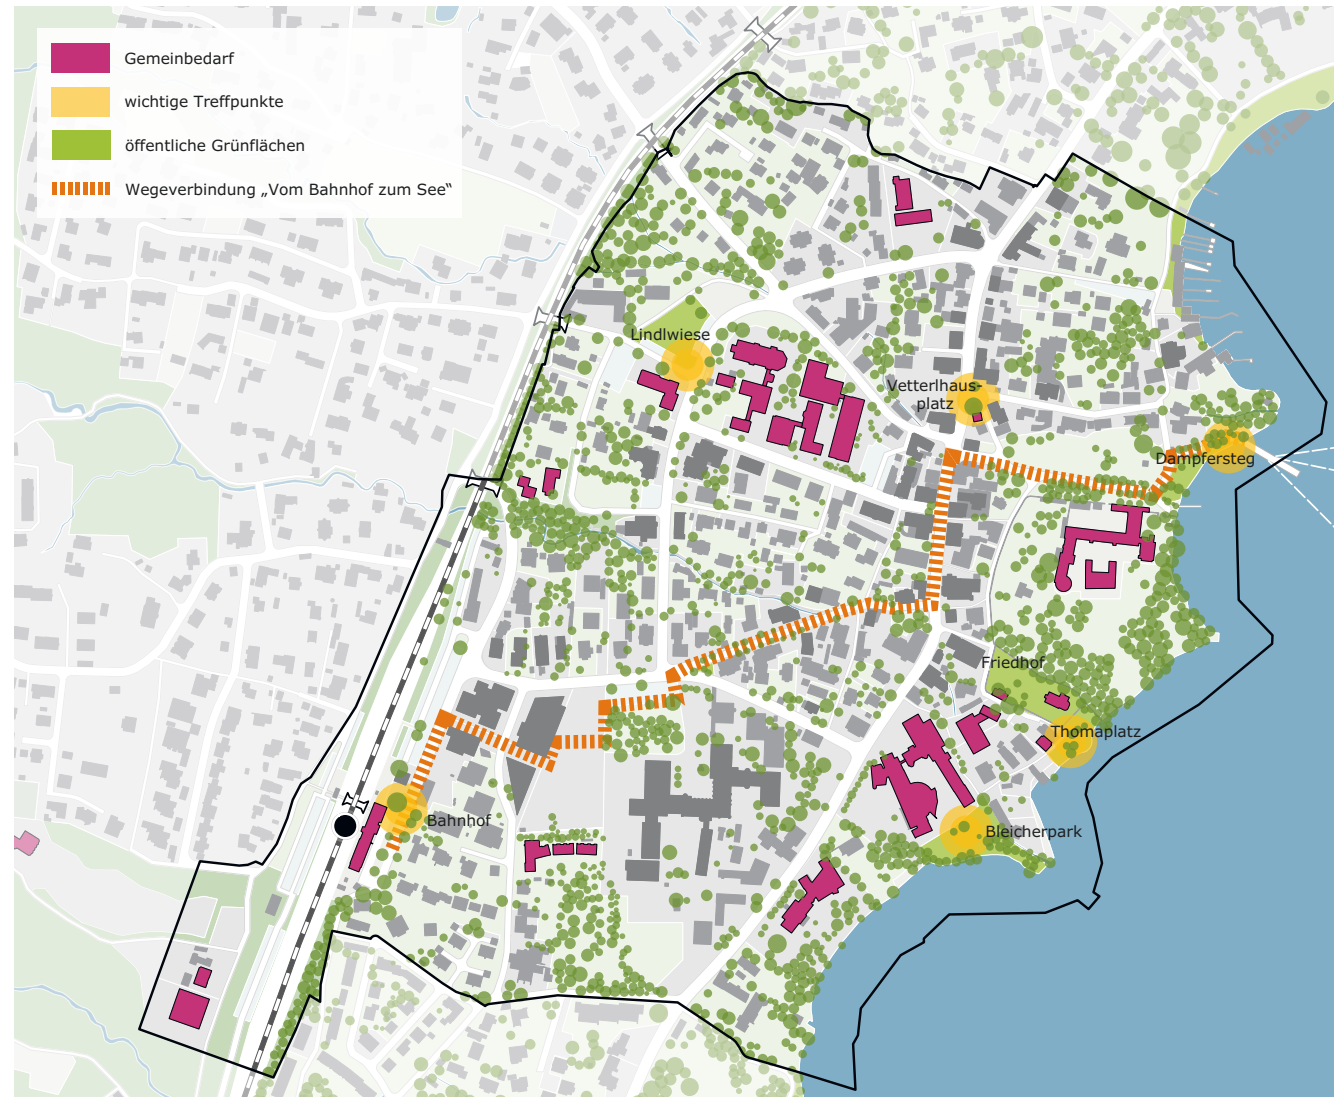 Gemeinbedarf
wichtige Treffpunkte
öffentliche Grünflächen
Wegeverbindung „Vom Bahnhof zum See“
Lindlwiese
Vetterlhaus-
platz
Dampfersteg
Friedhof
Thomaplatz
Bahnhof
Bleicherpark